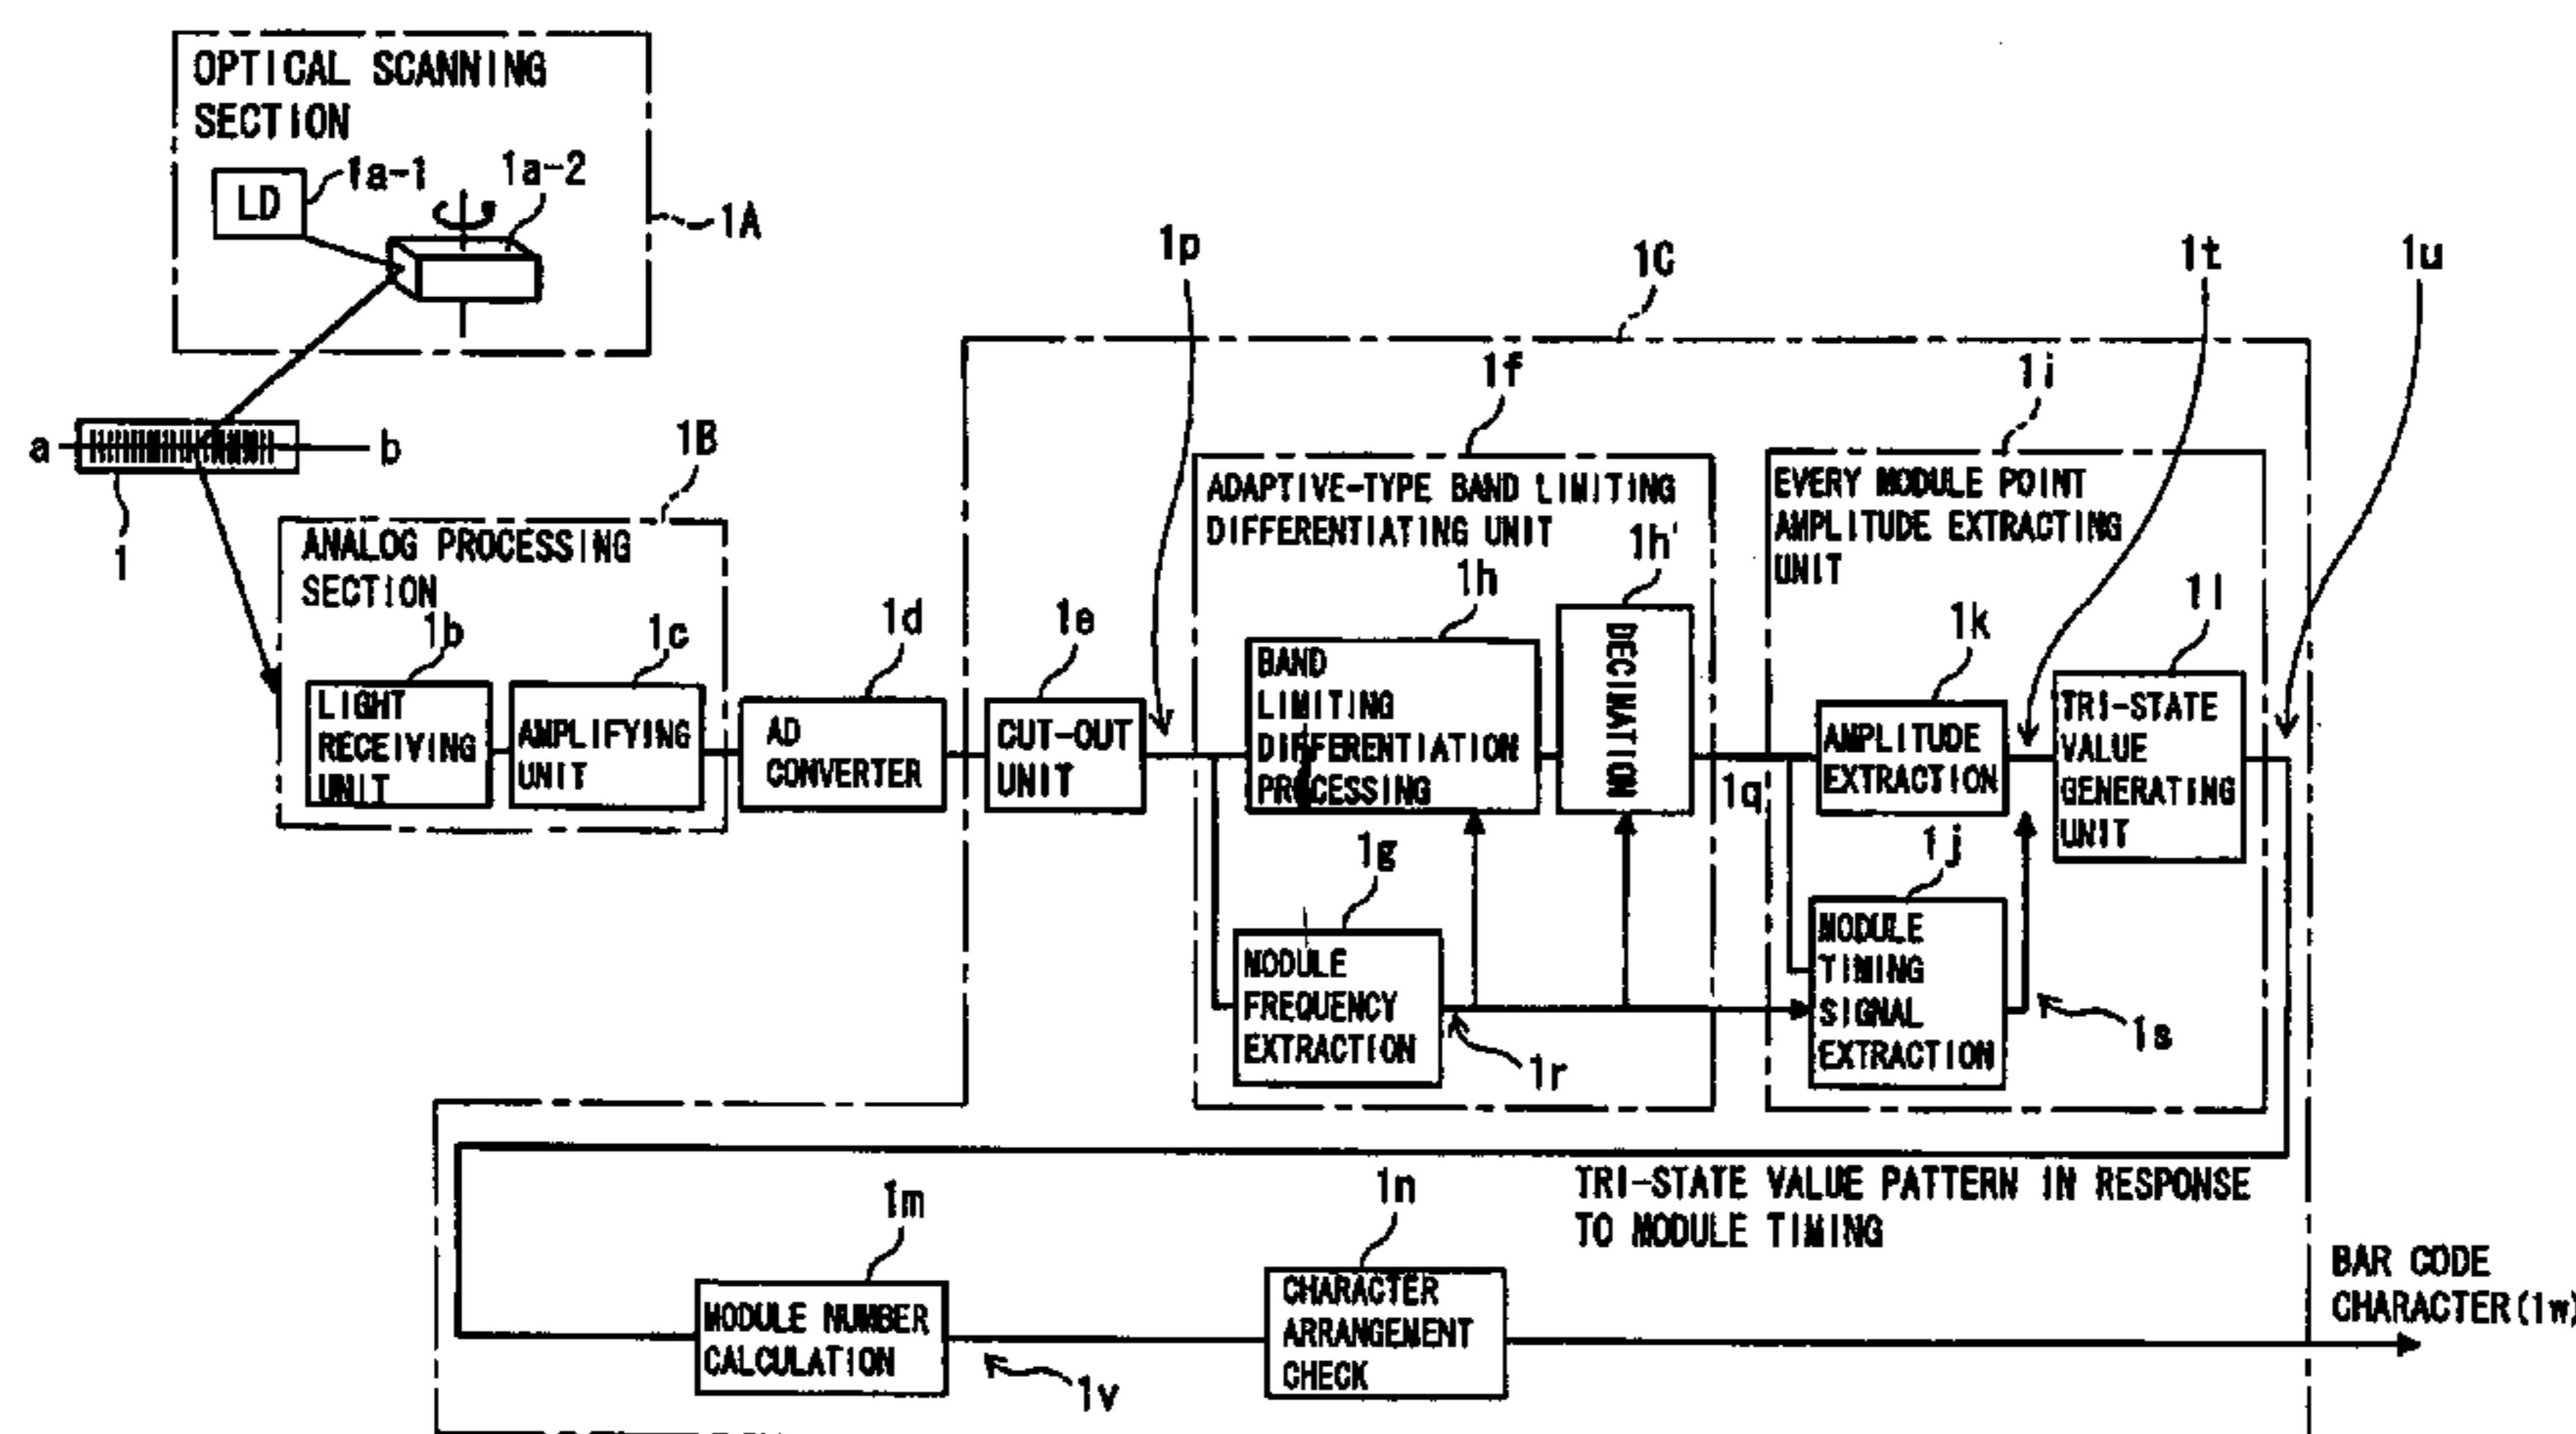 OPTICAL SCANNING
SECTION
LD
1a-1
1a-2
1A
a
b
1
1B
ANALOG PROCESSING
SECTION
1b
LIGHT
RECEIVING
UNIT
1c
AMPLIFYING
UNIT
1d
AD
CONVERTER
1C
1e
CUT-OUT
UNIT
1p
1f
ADAPTIVE-TYPE BAND LIMITING
DIFFERENTIATING UNIT
1h
BAND
LIMITING
DIFFERENTIATION
PROCESSING
1h'
DECIMATION
1g
MODULE
FREQUENCY
EXTRACTION
1r
1q
1i
EVERY MODULE POINT
AMPLITUDE EXTRACTING
UNIT
1k
AMPLITUDE
EXTRACTION
1t
1l
TRI-STATE
VALUE
GENERATING
UNIT
1u
1j
MODULE
TIMING
SIGNAL
EXTRACTION
1s
TRI-STATE VALUE PATTERN IN RESPONSE
TO MODULE TIMING
1m
MODULE NUMBER
CALCULATION
1v
1n
CHARACTER
ARRANGEMENT
CHECK
BAR CODE
CHARACTER(1w)